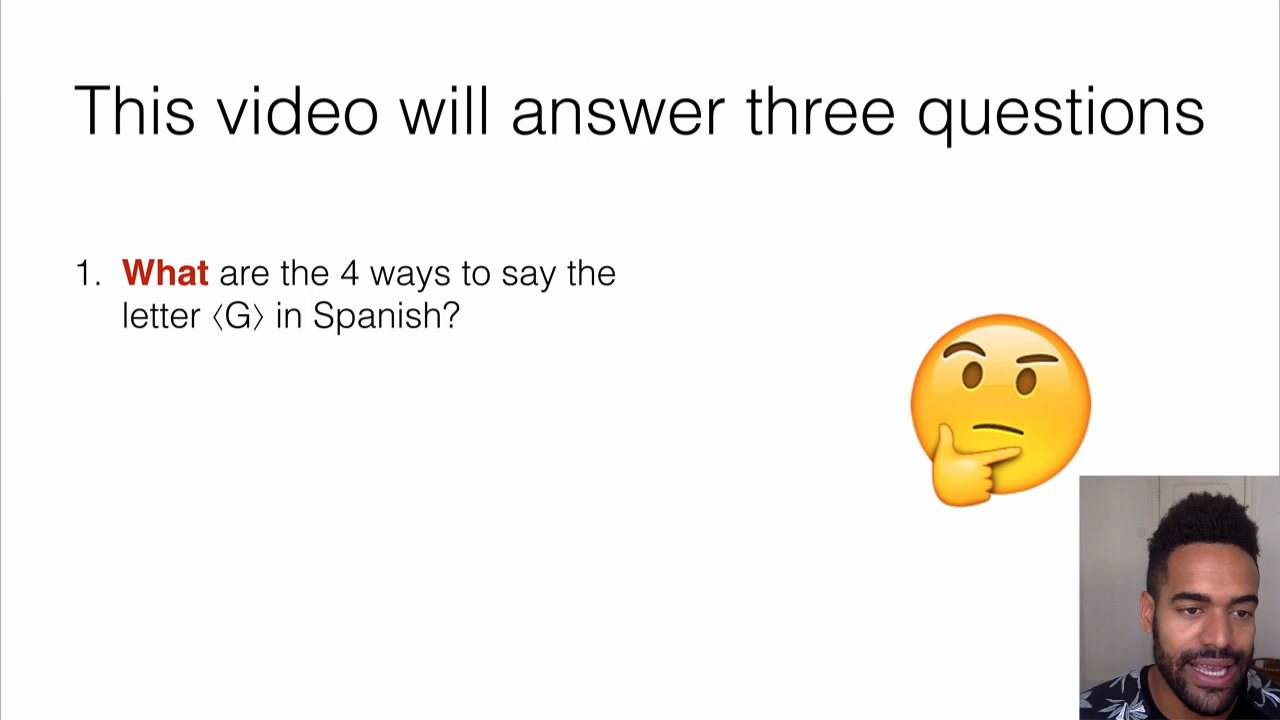 This video will answer three questions
1. What are the 4 ways to say the
letter ⟨G⟩ in Spanish?